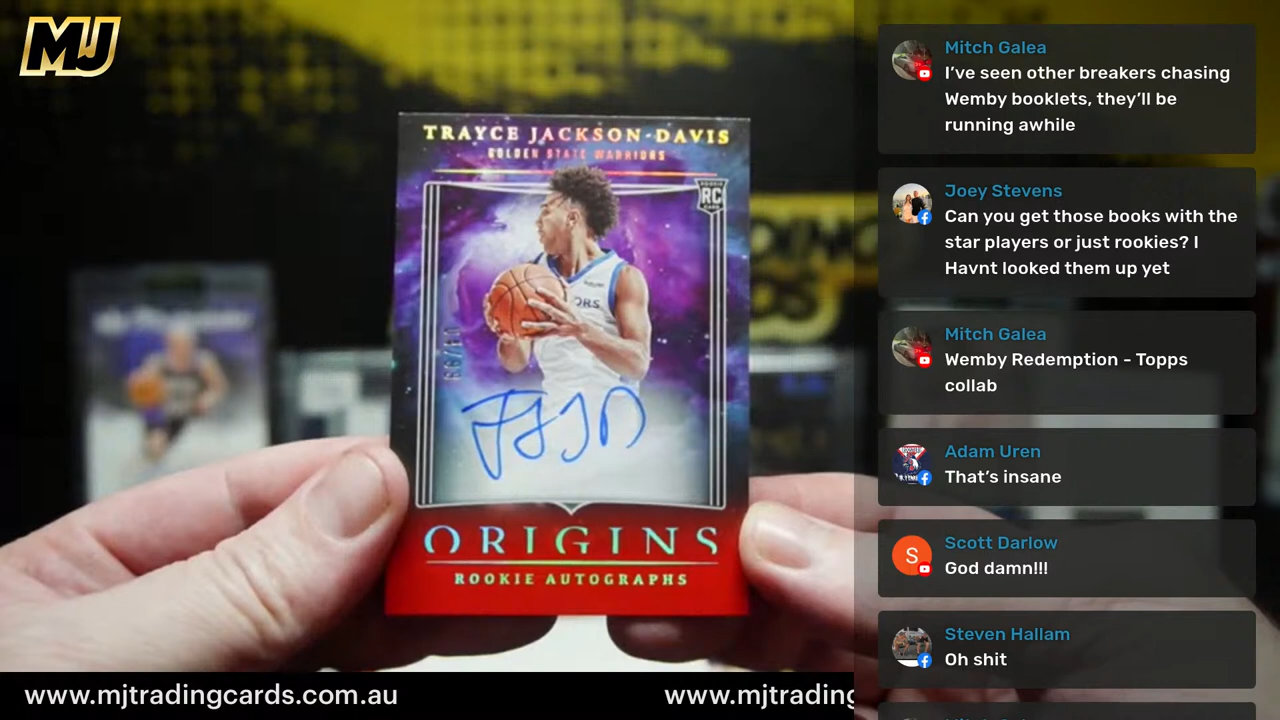 MJ
TRAYCE JACKSON-DAVIS
GOLDEN STATE WARRIORS
ROOKIE
RC
ORS
ORIGINS
ROOKIE AUTOGRAPHS
www.mjtradingcards.com.au
www.mjtrading
Mitch Galea
I’ve seen other breakers chasing
Wemby booklets, they’ll be
running awhile
Joey Stevens
Can you get those books with the
star players or just rookies? I
Havnt looked them up yet
Mitch Galea
Wemby Redemption - Topps
collab
Adam Uren
That’s insane
S
Scott Darlow
God damn!!!
Steven Hallam
Oh shit